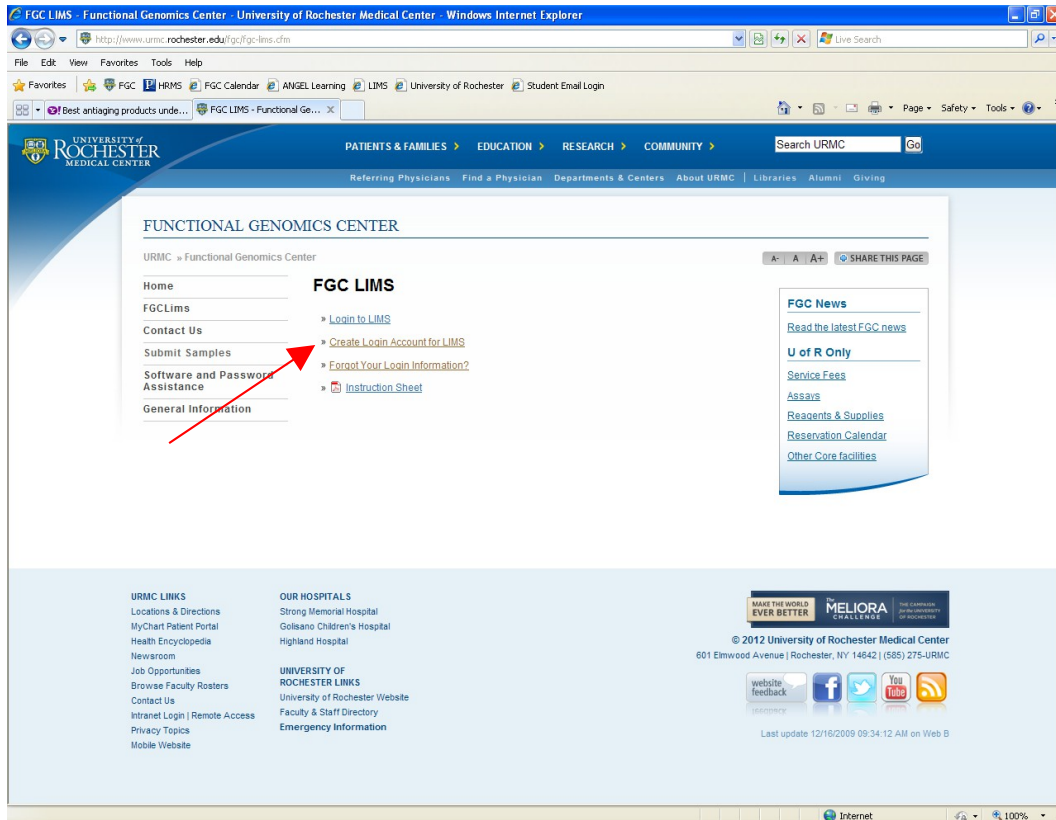 FGC LIMS - Functional Genomics Center - University of Rochester Medical Center - Windows Internet Explorer
http://www.urmc.rochester.edu/fgc/fgc-lims.cfm
Live Search
File Edit View Favorites Tools Help
Favorites FGC HRMS FGC Calendar ANGEL Learning LIMS University of Rochester Student Email Login
Best antiaging products unde... FGC LIMS - Functional Ge... X
Page Safety Tools
UNIVERSITY of
ROCHESTER
MEDICAL CENTER
PATIENTS & FAMILIES > EDUCATION > RESEARCH > COMMUNITY >
Search URMC Go
Referring Physicians Find a Physician Departments & Centers About URMC | Libraries Alumni Giving
FUNCTIONAL GENOMICS CENTER
URMC » Functional Genomics Center
A- A A+ SHARE THIS PAGE
Home
FGCLims
Contact Us
Submit Samples
Software and Password
Assistance
General Information
FGC LIMS
» Login to LIMS
» Create Login Account for LIMS
» Forgot Your Login Information?
» Instruction Sheet
FGC News
Read the latest FGC news
U of R Only
Service Fees
Assays
Reagents & Supplies
Reservation Calendar
Other Core facilities
URMC LINKS
Locations & Directions
MyChart Patient Portal
Health Encyclopedia
Newsroom
Job Opportunities
Browse Faculty Rosters
Contact Us
Intranet Login | Remote Access
Privacy Topics
Mobile Website
OUR HOSPITALS
Strong Memorial Hospital
Golisano Children's Hospital
Highland Hospital
UNIVERSITY OF
ROCHESTER LINKS
University of Rochester Website
Faculty & Staff Directory
Emergency Information
MAKE THE WORLD
EVER BETTER
The
MELIORA
CHALLENGE
THE CAMPAIGN
for the UNIVERSITY
OF ROCHESTER
© 2012 University of Rochester Medical Center
601 Elmwood Avenue | Rochester, NY 14642 | (585) 275-URMC
website
feedback
f
You
Tube
Last update 12/16/2009 09:34:12 AM on Web B
Internet
100%